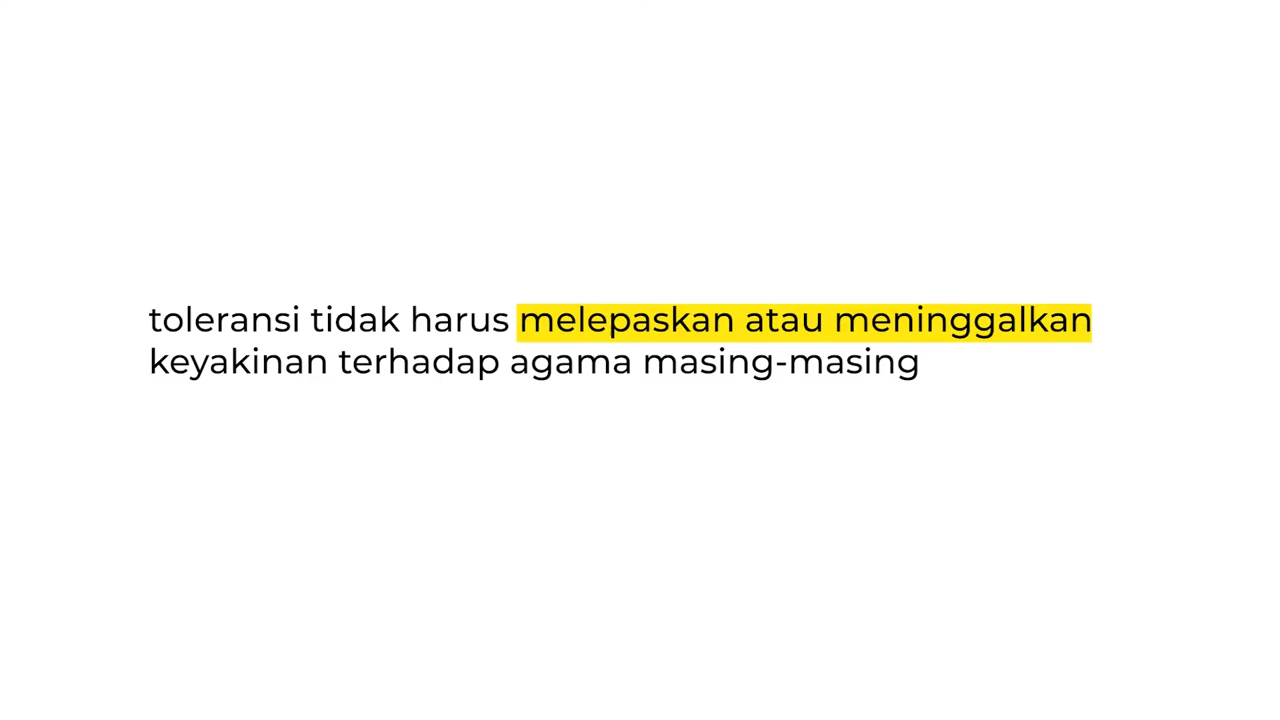 toleransi tidak harus melepaskan atau meninggalkan
keyakinan terhadap agama masing-masing